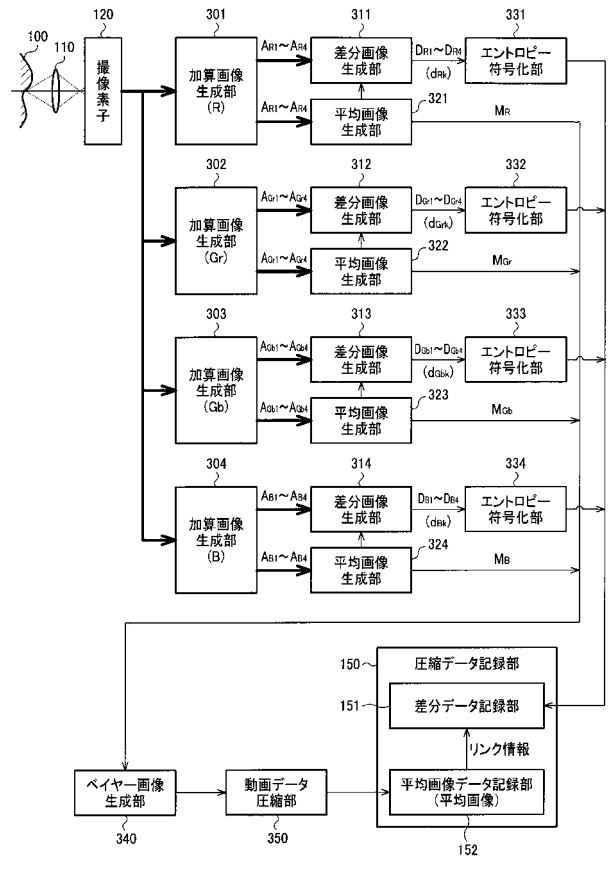 100
110
120
撮像素子
301
加算画像
生成部
(R)
AR1〜AR4
AR1〜AR4
311
差分画像
生成部
DR1〜DR4
(dRk)
331
エントロピー
符号化部
321
平均画像
生成部
MR
302
加算画像
生成部
(Gr)
AGr1〜AGr4
AGr1〜AGr4
312
差分画像
生成部
DGr1〜DGr4
(dGrk)
332
エントロピー
符号化部
322
平均画像
生成部
MGr
303
加算画像
生成部
(Gb)
AGb1〜AGb4
AGb1〜AGb4
313
差分画像
生成部
DGb1〜DGb4
(dGbk)
333
エントロピー
符号化部
323
平均画像
生成部
MGb
304
加算画像
生成部
(B)
AB1〜AB4
AB1〜AB4
314
差分画像
生成部
DB1〜DB4
(dBk)
334
エントロピー
符号化部
324
平均画像
生成部
MB
150
圧縮データ記録部
151
差分データ記録部
リンク情報
平均画像データ記録部
(平均画像)
152
ベイヤー画像
生成部
340
動画データ
圧縮部
350